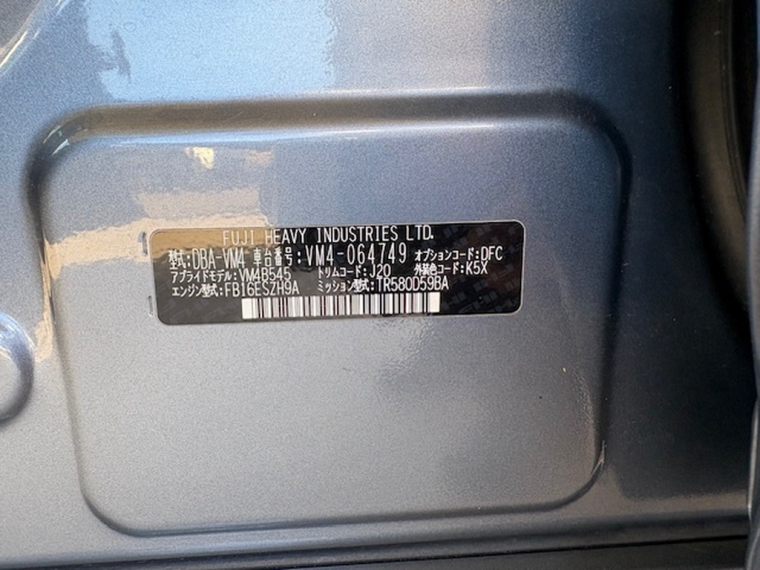 FUJI HEAVY INDUSTRIES LTD.
型式:DBA-VM4 車台番号:VM4-064749 オプションコード:DFC
アプライドモデル:VM4B545 トリムコード:J20 外装色コード:K5X
エンジン型式:FB16ESZH9A ミッション型式:TR580D59BA